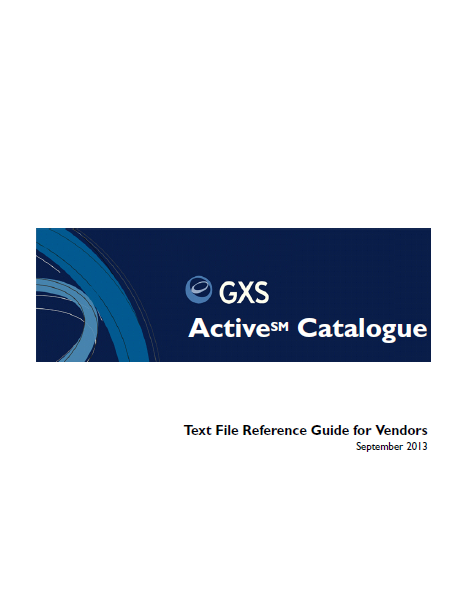 GXS
Active℠ Catalogue
Text File Reference Guide for Vendors
September 2013